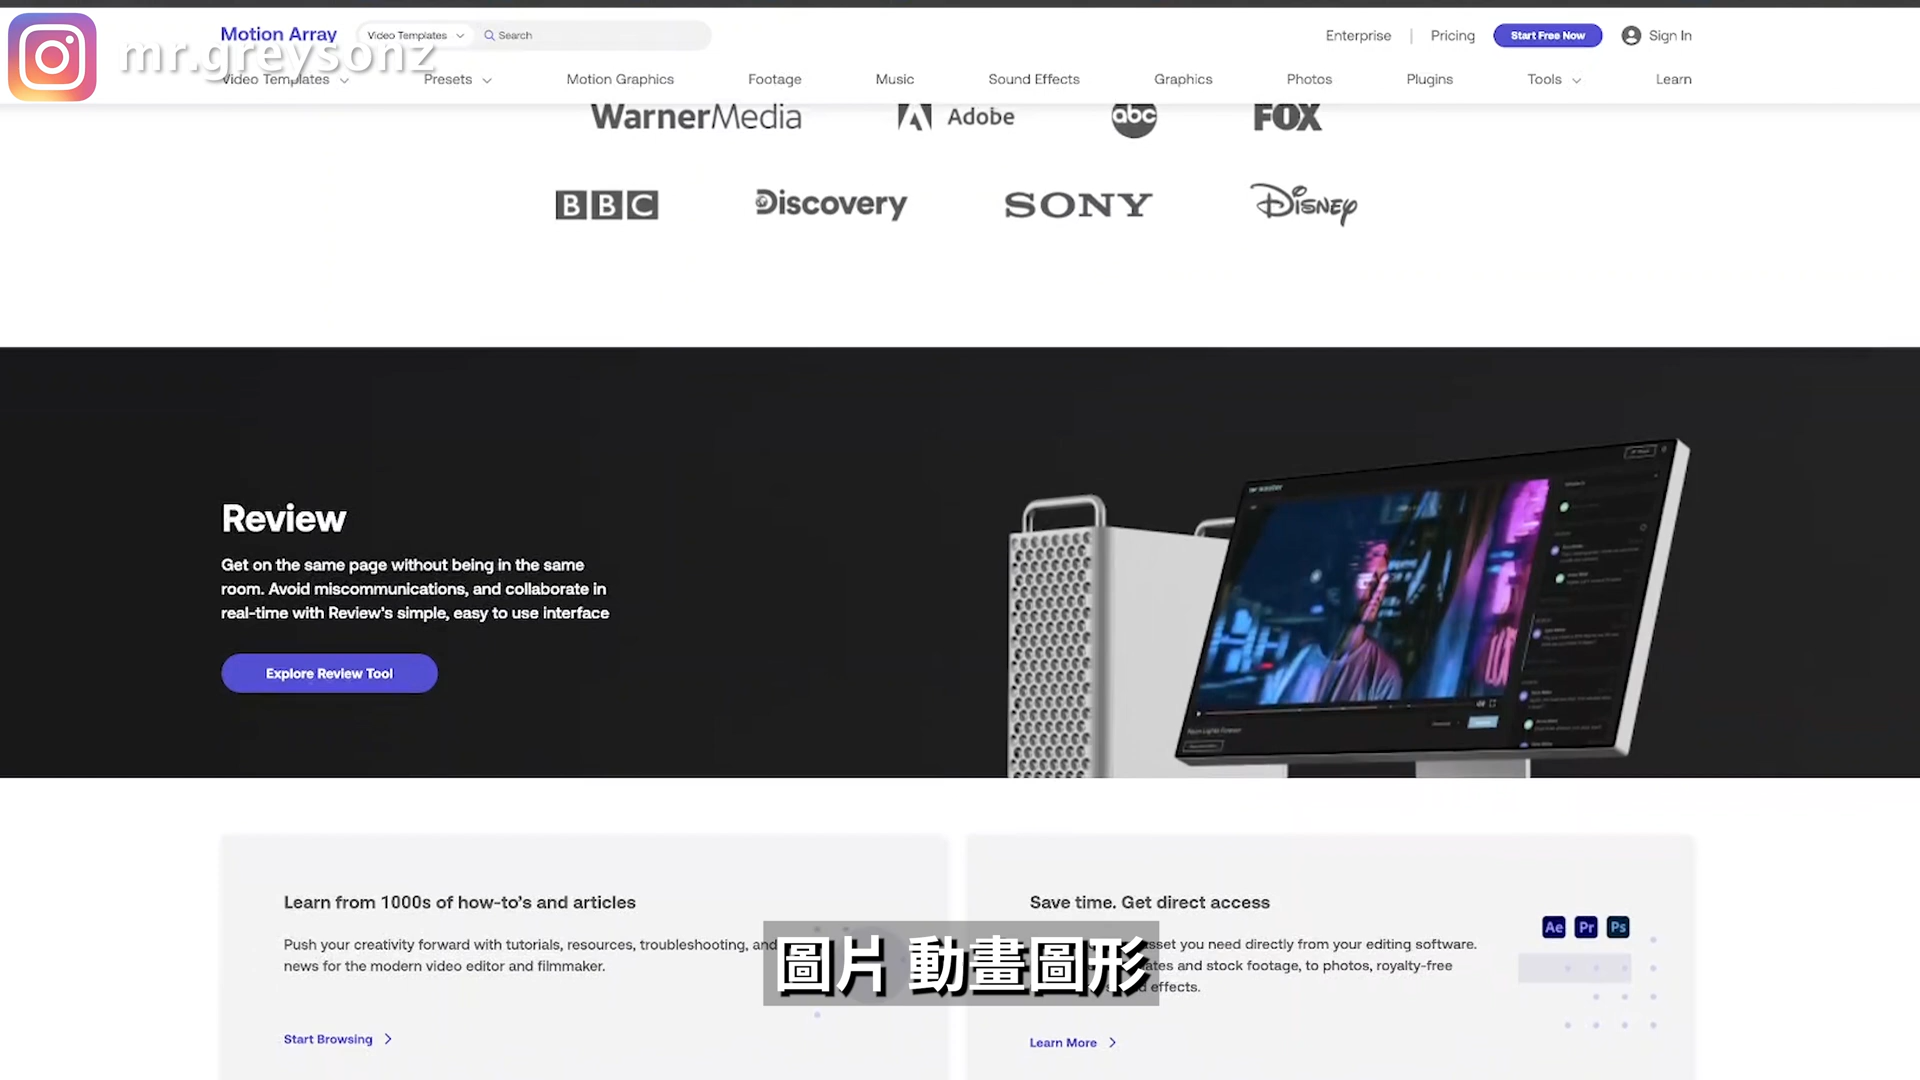 mr.greysonz
Motion Array
Video Templates
Search
Enterprise
Pricing
Start Free Now
Sign In
Video Templates
Presets
Motion Graphics
Footage
Music
Sound Effects
Graphics
Photos
Plugins
Tools
Learn
WarnerMedia
Adobe
abc
FOX
BBC
Discovery
SONY
Disney
Review
Get on the same page without being in the same
room. Avoid miscommunications, and collaborate in
real-time with Review's simple, easy to use interface
Explore Review Tool
Learn from 1000s of how-to's and articles
Push your creativity forward with tutorials, resources, troubleshooting, and
news for the modern video editor and filmmaker.
Start Browsing
Save time. Get direct access
you need directly from your editing software.
and stock footage, to photos, royalty-free
effects.
Learn More
Ae Pr Ps
圖片 動畫圖形